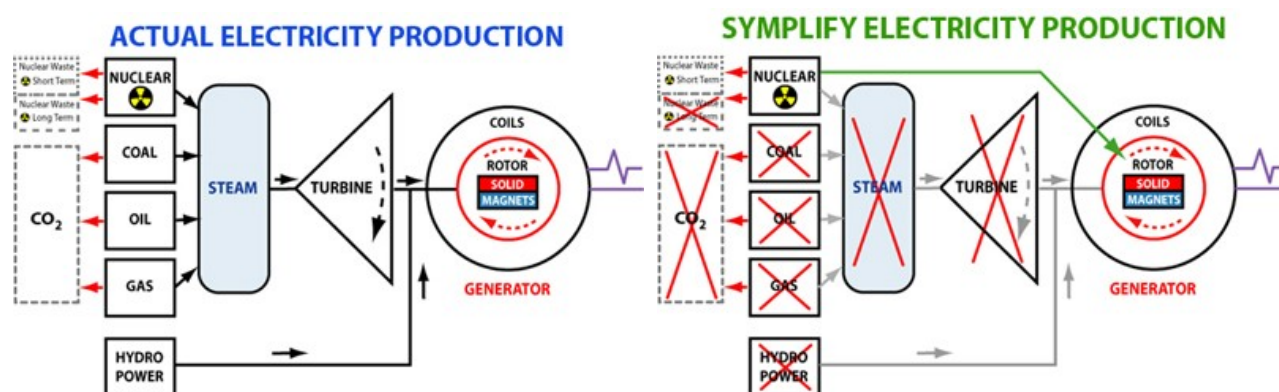 ACTUAL ELECTRICITY PRODUCTION
Nuclear Waste
Short Term
Nuclear Waste
Long Term
NUCLEAR
COAL
OIL
GAS
HYDRO
POWER
CO2
STEAM
TURBINE
COILS
ROTOR
SOLID
MAGNETS
GENERATOR
SYMPLIFY ELECTRICITY PRODUCTION
Nuclear Waste
Short Term
Nuclear Waste
Long Term
NUCLEAR
COAL
OIL
GAS
HYDRO
POWER
CO2
STEAM
TURBINE
COILS
ROTOR
SOLID
MAGNETS
GENERATOR